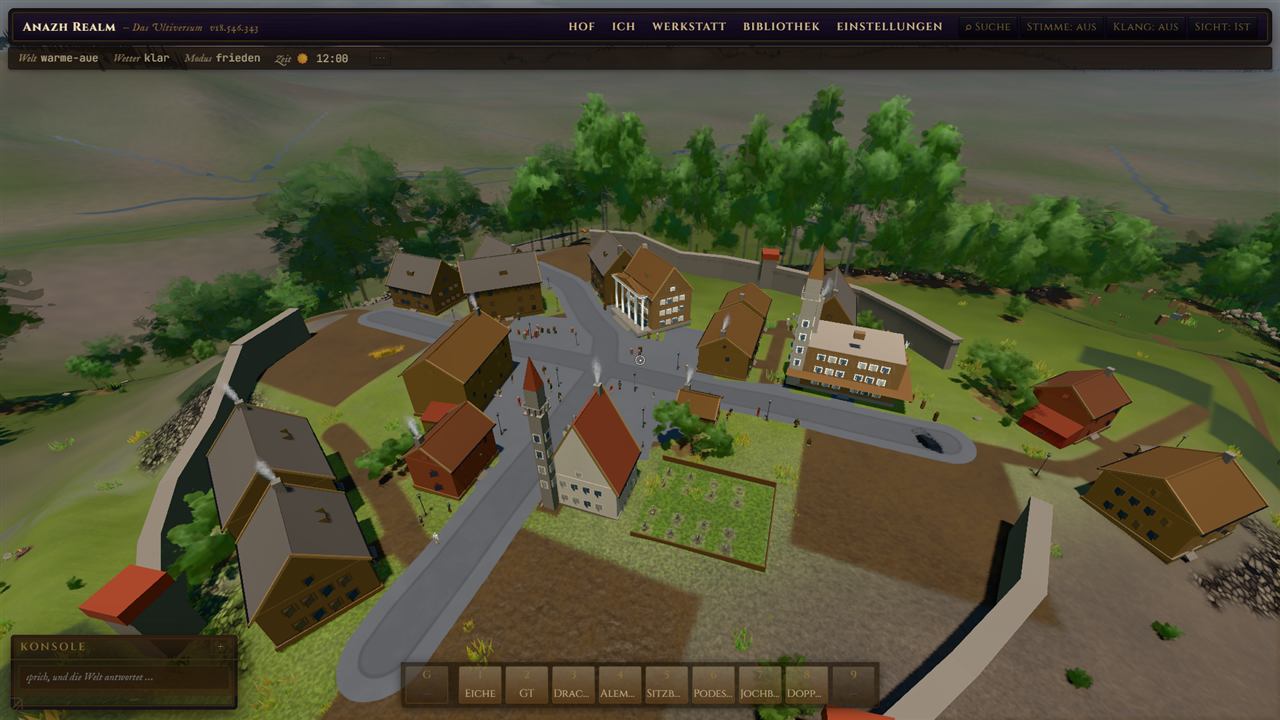 Anazh Realm – Das Ultiversum v18.546.343
HOF ICH WERKSTATT BIBLIOTHEK EINSTELLUNGEN SUCHE STIMME: AUS KLANG: AUS SICHT: IST
Welt warme-aue Wetter klar Modus frieden Zeit 12:00 ...
KONSOLE +
sprich, und die Welt antwortet ...
G 1 2 3 4 5 6 7 8 9
EICHE GT DRAC... ALEM... SITZB... PODES... JOCHB... DOPP...